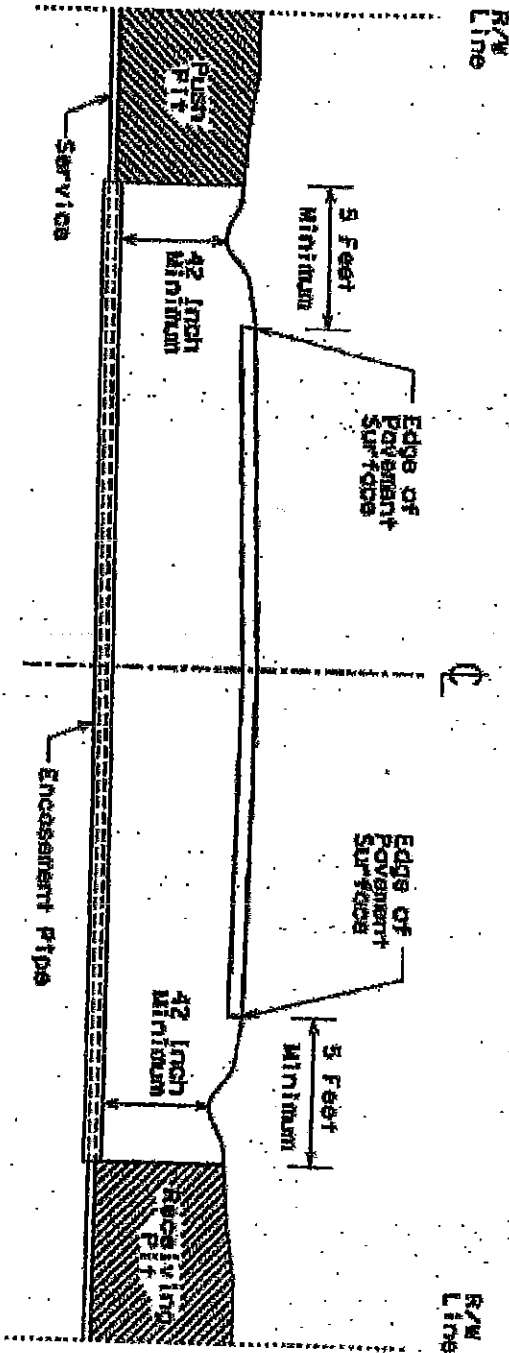 R/W
Line
℄
R/W
Line
5 Feet
Minimum
Edge of
Pavement
Surface
Edge of
Pavement
Surface
5 Feet
Minimum
Push
Pit
42 Inch
Minimum
42 Inch
Minimum
Receiving
Pit
Service
Encasement Pipe